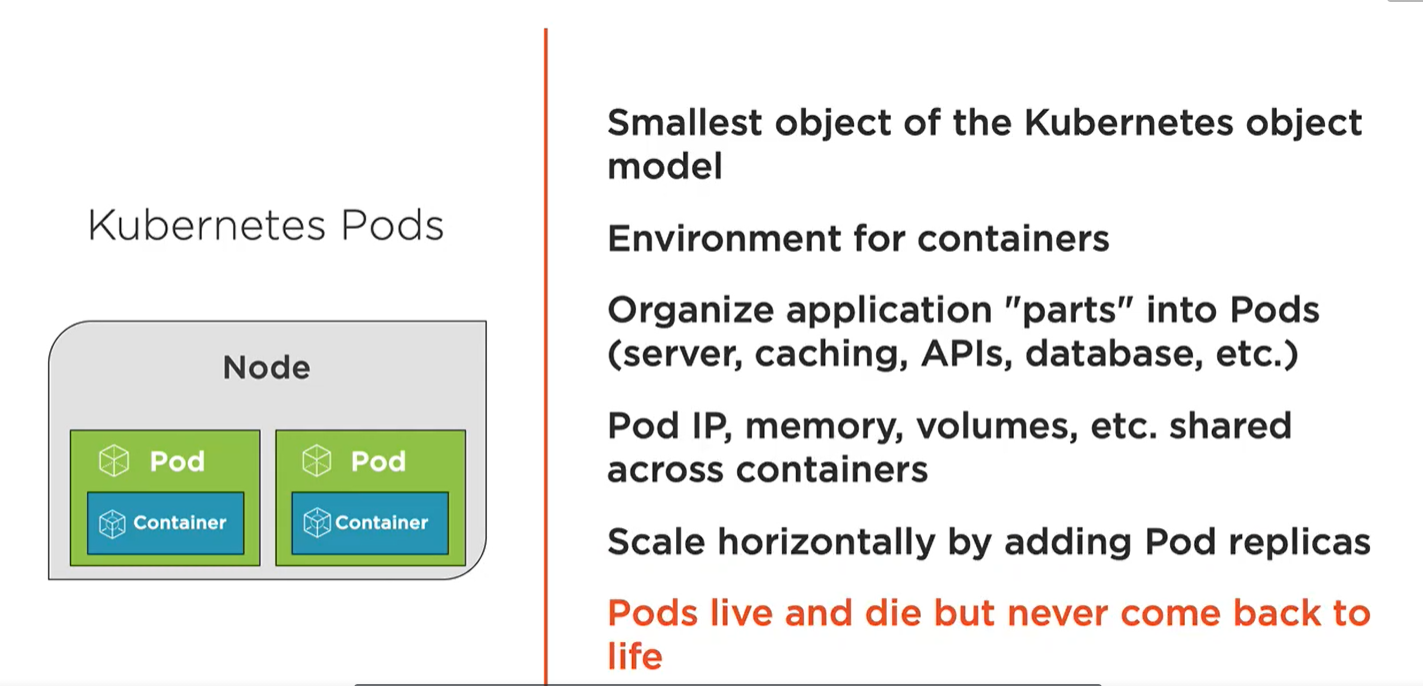 Kubernetes Pods
Node
Pod
Container
Pod
Container
Smallest object of the Kubernetes object
model
Environment for containers
Organize application "parts" into Pods
(server, caching, APIs, database, etc.)
Pod IP, memory, volumes, etc. shared
across containers
Scale horizontally by adding Pod replicas
Pods live and die but never come back to
life